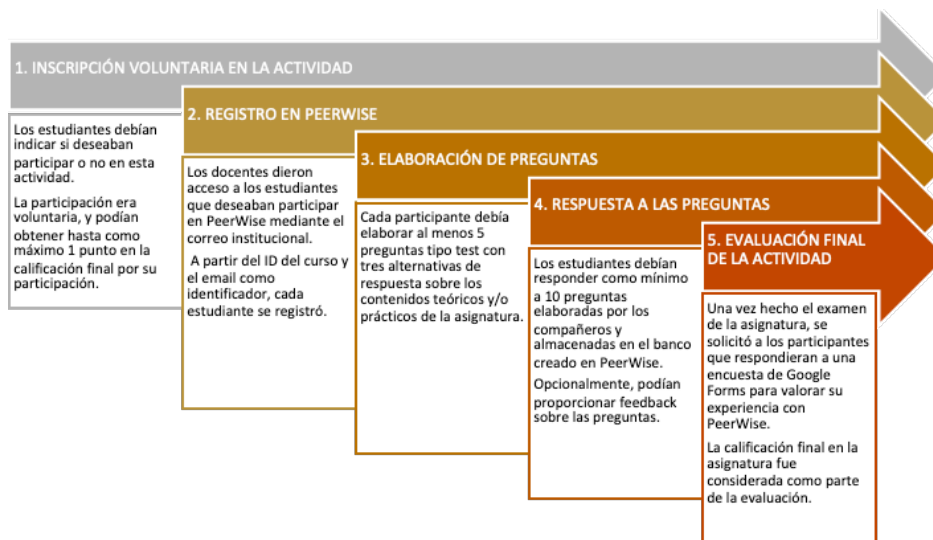 1. INSCRIPCIÓN VOLUNTARIA EN LA ACTIVIDAD
Los estudiantes debían
indicar si deseaban
participar o no en esta
actividad.
La participación era
voluntaria, y podían
obtener hasta como
máximo 1 punto en la
calificación final por su
participación.
2. REGISTRO EN PEERWISE
Los docentes dieron
acceso a los estudiantes
que deseaban participar
en PeerWise mediante el
correo institucional.
A partir del ID del curso y
el email como
identificador, cada
estudiante se registró.
3. ELABORACIÓN DE PREGUNTAS
Cada participante debía
elaborar al menos 5
preguntas tipo test con
tres alternativas de
respuesta sobre los
contenidos teóricos y/o
prácticos de la asignatura.
4. RESPUESTA A LAS PREGUNTAS
Los estudiantes debían
responder como mínimo
a 10 preguntas
elaboradas por los
compañeros y
almacenadas en el banco
creado en PeerWise.
Opcionalmente, podían
proporcionar feedback
sobre las preguntas.
5. EVALUACIÓN FINAL
DE LA ACTIVIDAD
Una vez hecho el examen
de la asignatura, se
solicitó a los participantes
que respondieran a una
encuesta de Google
Forms para valorar su
experiencia con
PeerWise.
La calificación final en la
asignatura fue
considerada como parte
de la evaluación.